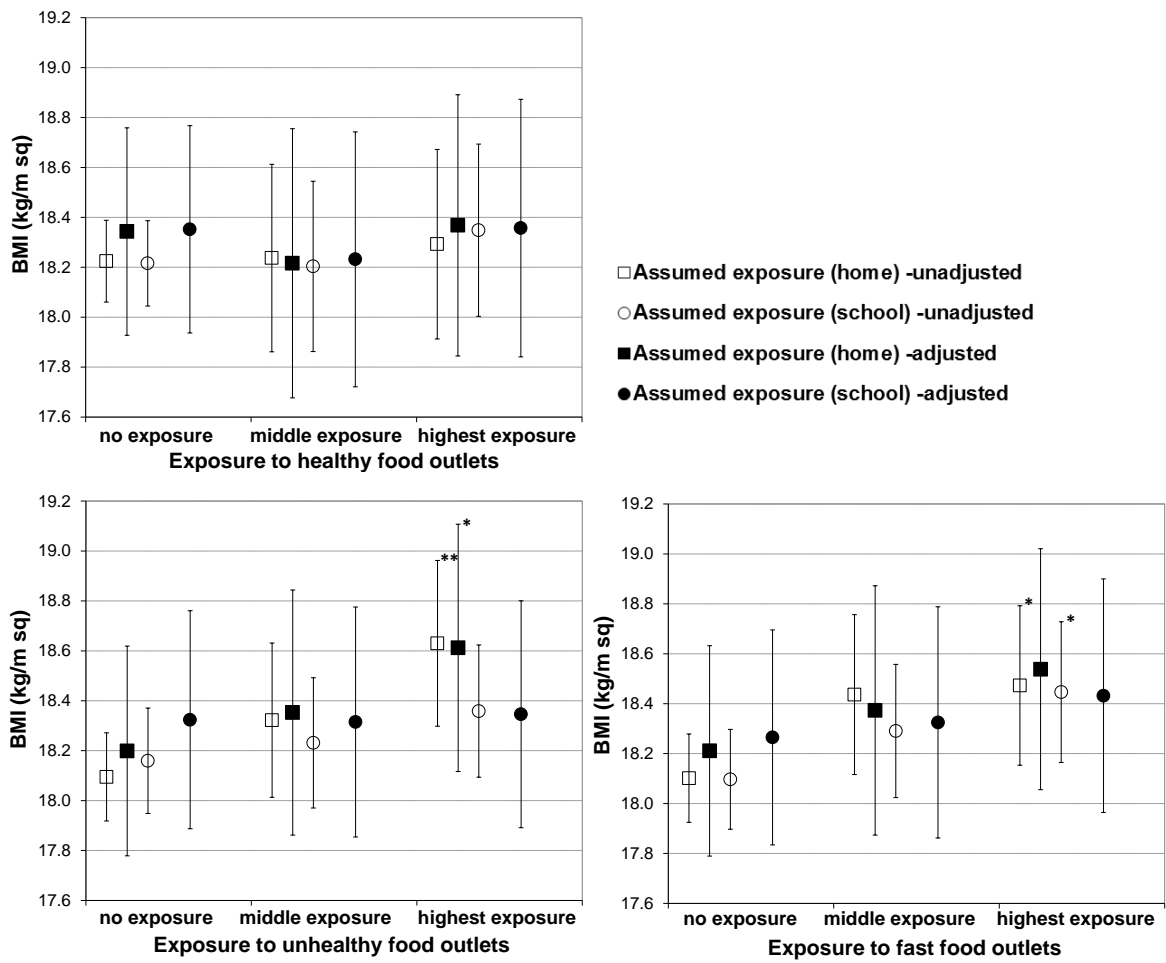 19.2
19.0
18.8
18.6
18.4
18.2
18.0
17.8
17.6
BMI (kg/m sq)
no exposure middle exposure highest exposure
Exposure to healthy food outlets
□Assumed exposure (home) -unadjusted
○Assumed exposure (school) -unadjusted
■Assumed exposure (home) -adjusted
●Assumed exposure (school) -adjusted
19.2
19.0
18.8
18.6
18.4
18.2
18.0
17.8
17.6
BMI (kg/m sq)
*
**
no exposure middle exposure highest exposure
Exposure to unhealthy food outlets
19.2
19.0
18.8
18.6
18.4
18.2
18.0
17.8
17.6
BMI (kg/m sq)
*
*
no exposure middle exposure highest exposure
Exposure to fast food outlets